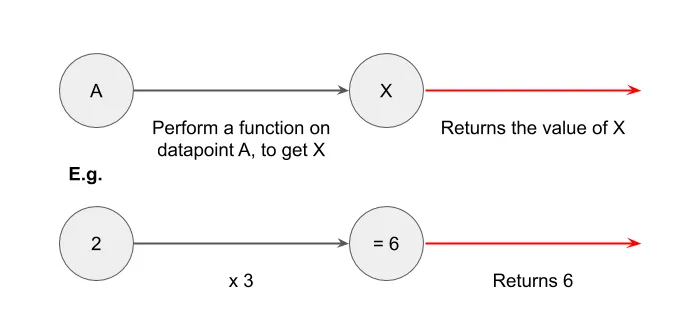 A
X
Perform a function on
datapoint A, to get X
Returns the value of X
E.g.
2
= 6
x 3
Returns 6